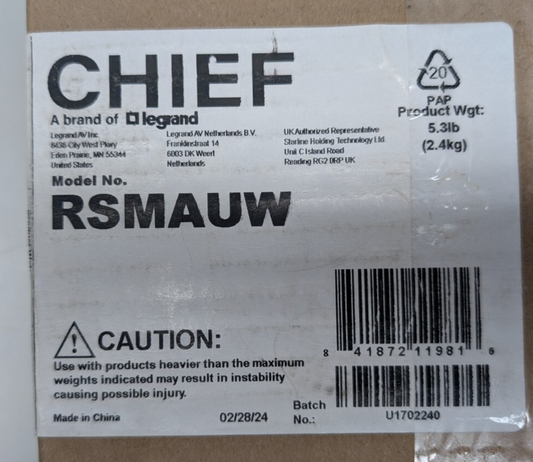 CHIEF
A brand of legrand
Legrand AV Inc.
6436 City West Pkwy
Eden Prairie, MN 55344
United States
Legrand AV Netherlands B.V.
Franklinstraat 14
6003 DK Weert
Netherlands
UK Authorized Representative
Starline Holding Technology Ltd.
Unit C Island Road
Reading RG2 0RP UK
20
PAP
Product Wgt:
5.3lb
(2.4kg)
Model No.
RSMAUW
CAUTION:
Use with products heavier than the maximum
weights indicated may result in instability
causing possible injury.
Made in China
02/28/24
8 41872 11981 6
Batch
No.:
U1702240